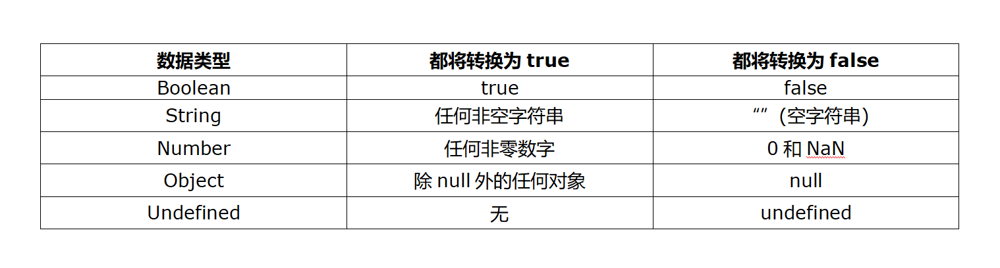 数据类型 都将转换为 true 都将转换为 false
Boolean true false
String 任何非空字符串 “”(空字符串)
Number 任何非零数字 0 和 NaN
Object 除 null 外的任何对象 null
Undefined 无 undefined